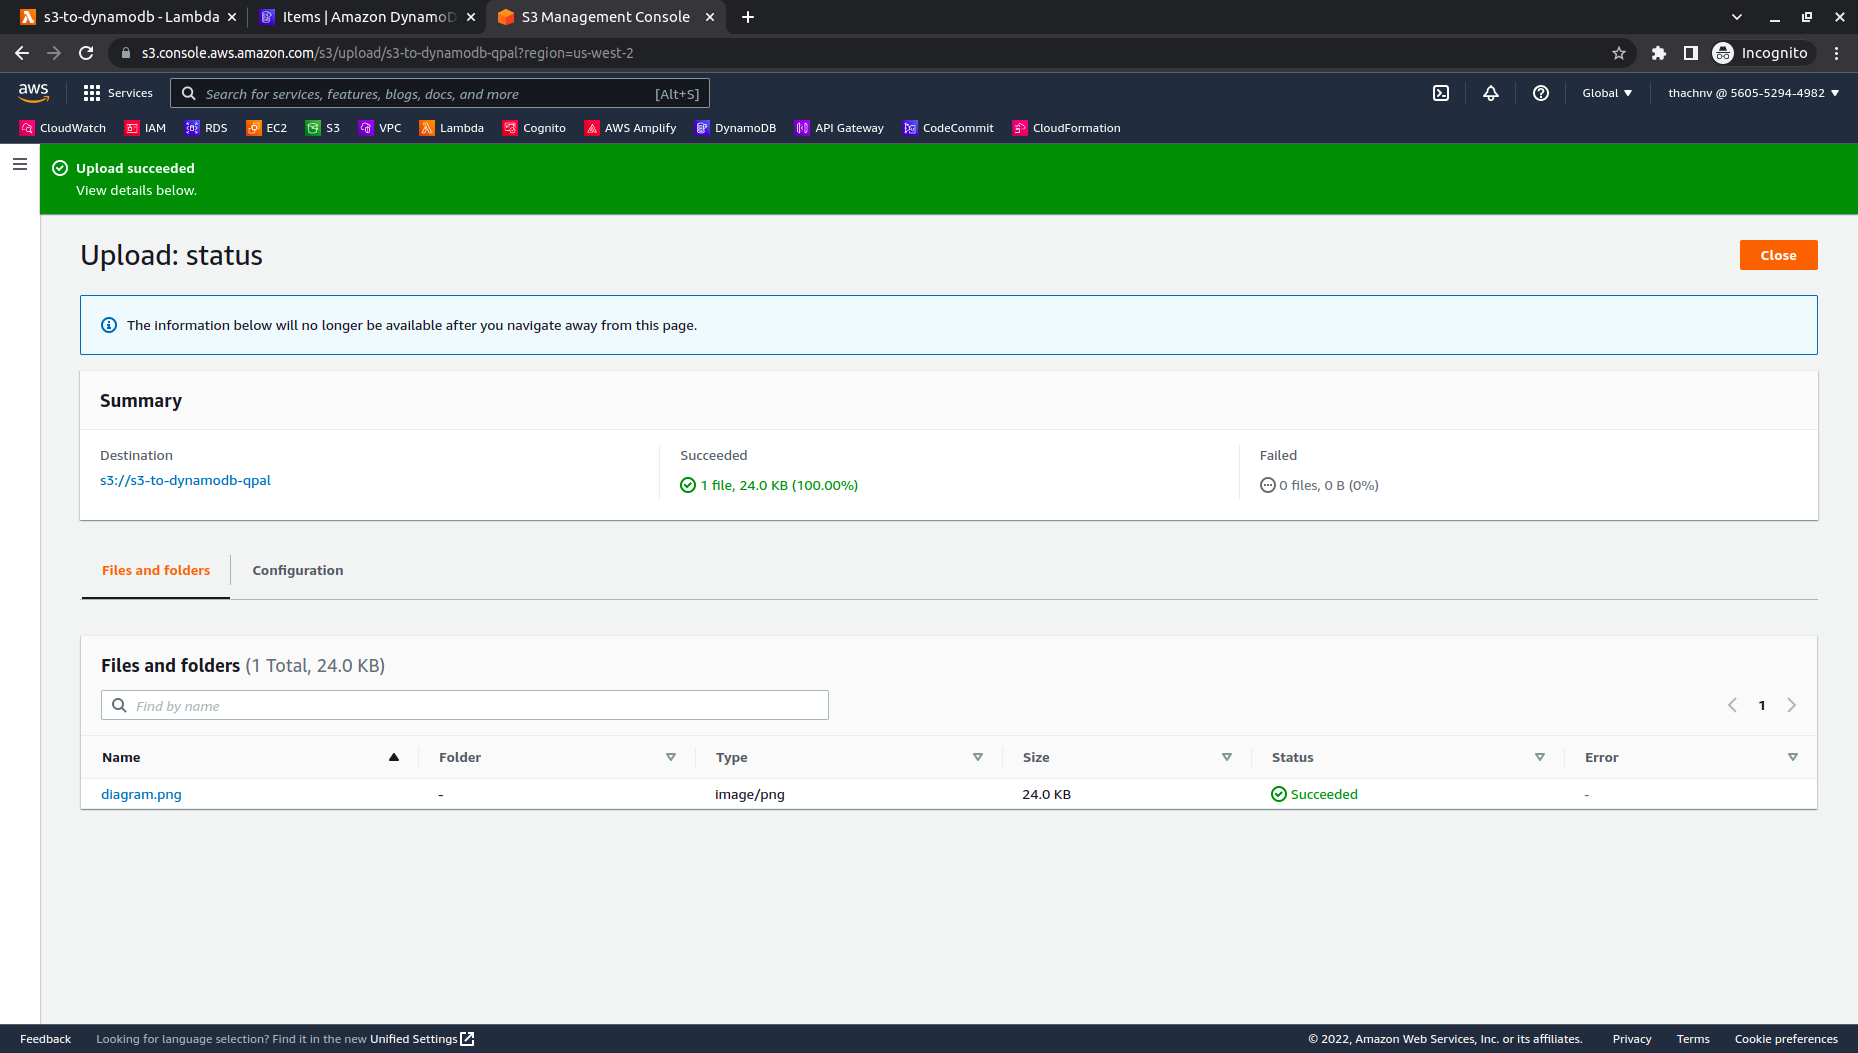 s3-to-dynamodb - Lambda
Items | Amazon DynamoD
S3 Management Console
s3.console.aws.amazon.com/s3/upload/s3-to-dynamodb-qpal?region=us-west-2
Incognito
aws
Services
Search for services, features, blogs, docs, and more
[Alt+S]
Global
thachnv @ 5605-5294-4982
CloudWatch
IAM
RDS
EC2
S3
VPC
Lambda
Cognito
AWS Amplify
DynamoDB
API Gateway
CodeCommit
CloudFormation
Upload succeeded
View details below.
Upload: status
Close
The information below will no longer be available after you navigate away from this page.
Summary
Destination
s3://s3-to-dynamodb-qpal
Succeeded
1 file, 24.0 KB (100.00%)
Failed
0 files, 0 B (0%)
Files and folders
Configuration
Files and folders (1 Total, 24.0 KB)
Find by name
1
Name
Folder
Type
Size
Status
Error
diagram.png
-
image/png
24.0 KB
Succeeded
-
Feedback
Looking for language selection? Find it in the new Unified Settings
© 2022, Amazon Web Services, Inc. or its affiliates.
Privacy
Terms
Cookie preferences